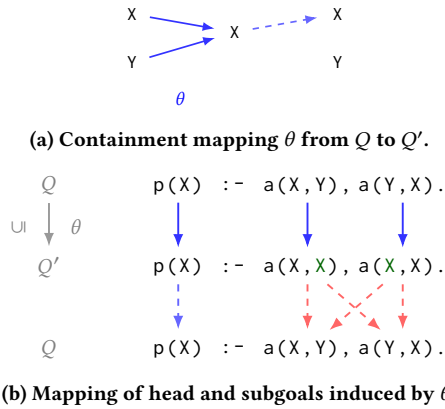 X X
X
Y Y
θ
(a) Containment mapping θ from Q to Q′.
Q p(X) :- a(X,Y), a(Y,X).
⊆ θ
Q′ p(X) :- a(X,X), a(X,X).
Q p(X) :- a(X,Y), a(Y,X).
(b) Mapping of head and subgoals induced by θ